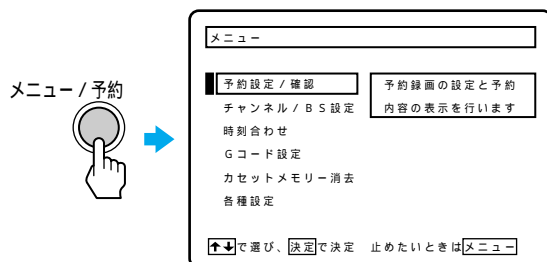 メニュー / 予約
メニュー
予約設定 / 確認
チャンネル / BS設定
時刻合わせ
Gコード設定
カセットメモリー消去
各種設定
予約録画の設定と予約
内容の表示を行います
↑↓で選び、決定で決定 止めたいときはメニュー